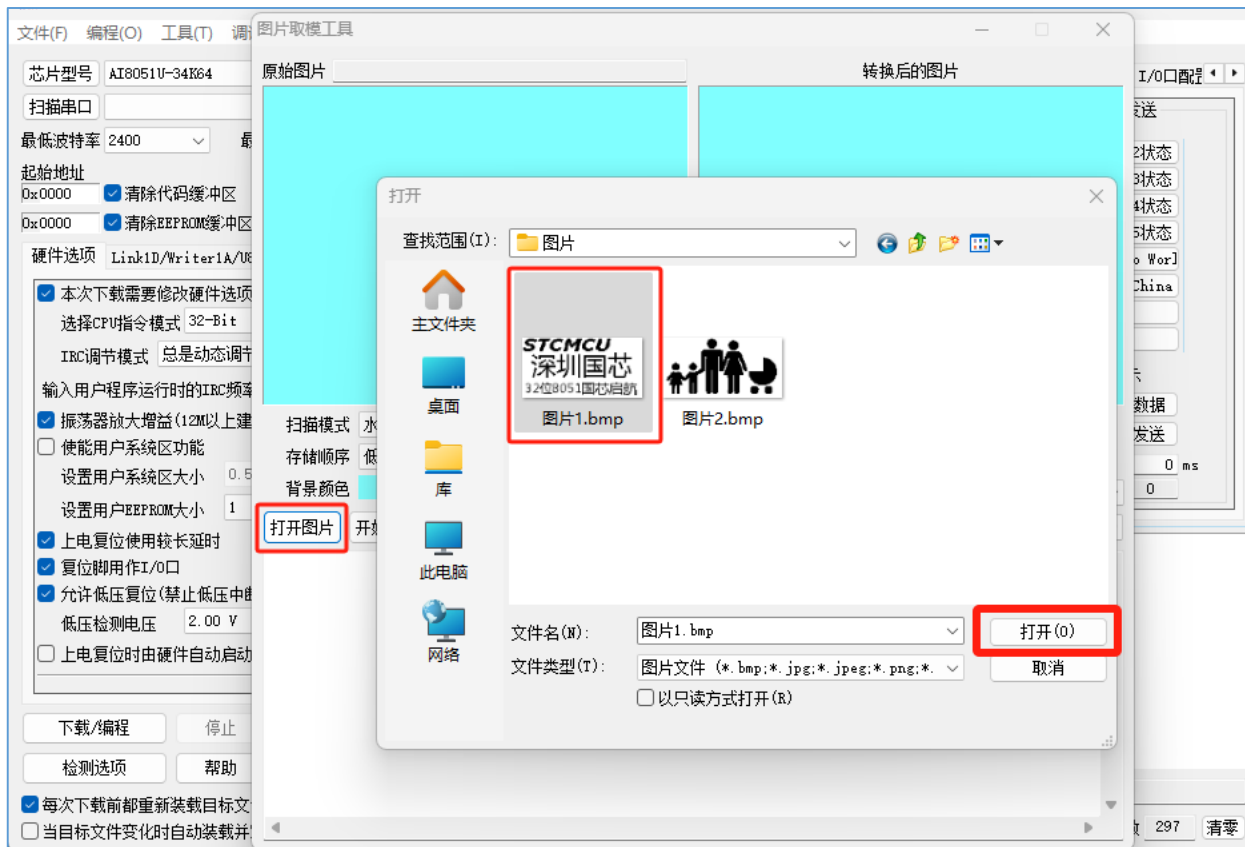 文件(F) 编程(O) 工具(T)
图片取模工具
芯片型号 AI8051U-34K64
原始图片
转换后的图片
扫描串口
最低波特率 2400
起始地址
0x0000 清除代码缓冲区
0x0000 清除EEPROM缓冲区
硬件选项
本次下载需要修改硬件选项
选择CPU指令模式 32-Bit
IRC调节模式 总是动态调节
输入用户程序运行时的IRC频率
振荡器放大增益(12M以上建
使能用户系统区功能
设置用户系统区大小 0.5
设置用户EEPROM大小 1
上电复位使用较长延时
复位脚用作I/O口
允许低压复位(禁止低压中断
低压检测电压 2.00 V
上电复位时由硬件自动启动
下载/编程 停止
检测选项 帮助
每次下载前都重新装载目标文
当目标文件变化时自动装载并
扫描模式 水
存储顺序 低
背景颜色
打开图片 开始
打开
查找范围(I): 图片
主文件夹
桌面
库
此电脑
网络
STCMCU
深圳国芯
32位8051国芯启航
图片1.bmp
图片2.bmp
文件名(N): 图片1.bmp 打开(O)
文件类型(T): 图片文件 (*.bmp;*.jpg;*.jpeg;*.png;*. 取消
以只读方式打开(R)
I/O口配
发送
2状态
3状态
4状态
5状态
China
数据
发送
0 ms
0
297 清零